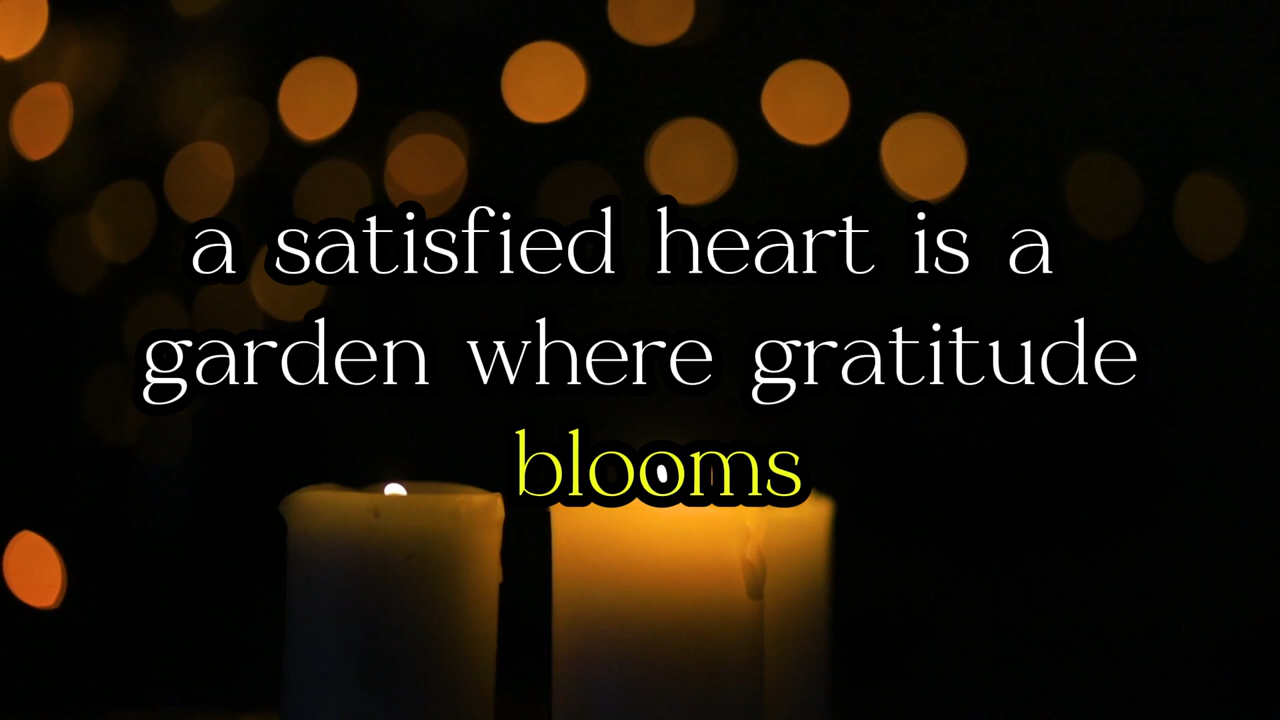 a satisfied heart is a
garden where gratitude
blooms